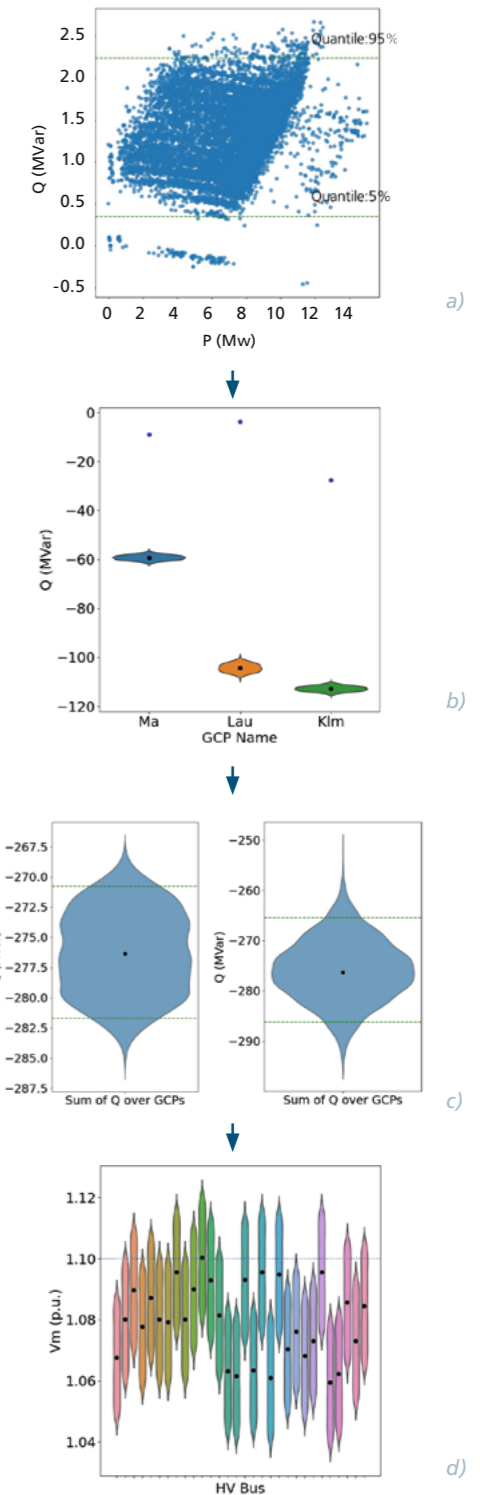 Q (MVar)
2.5
2.0
1.5
1.0
0.5
0.0
-0.5
Quantile:95%
Quantile:5%
0 2 4 6 8 10 12 14
P (Mw)
a)
Q (MVar)
0
−20
−40
−60
−80
−100
−120
Ma Lau Klm
GCP Name
b)
−267.5
−270.0
−272.5
−275.0
−277.5
−280.0
−282.5
−285.0
−287.5
Sum of Q over GCPs
Q (MVar)
−250
−260
−270
−280
−290
Sum of Q over GCPs
c)
Vm (p.u.)
1.12
1.10
1.08
1.06
1.04
HV Bus
d)